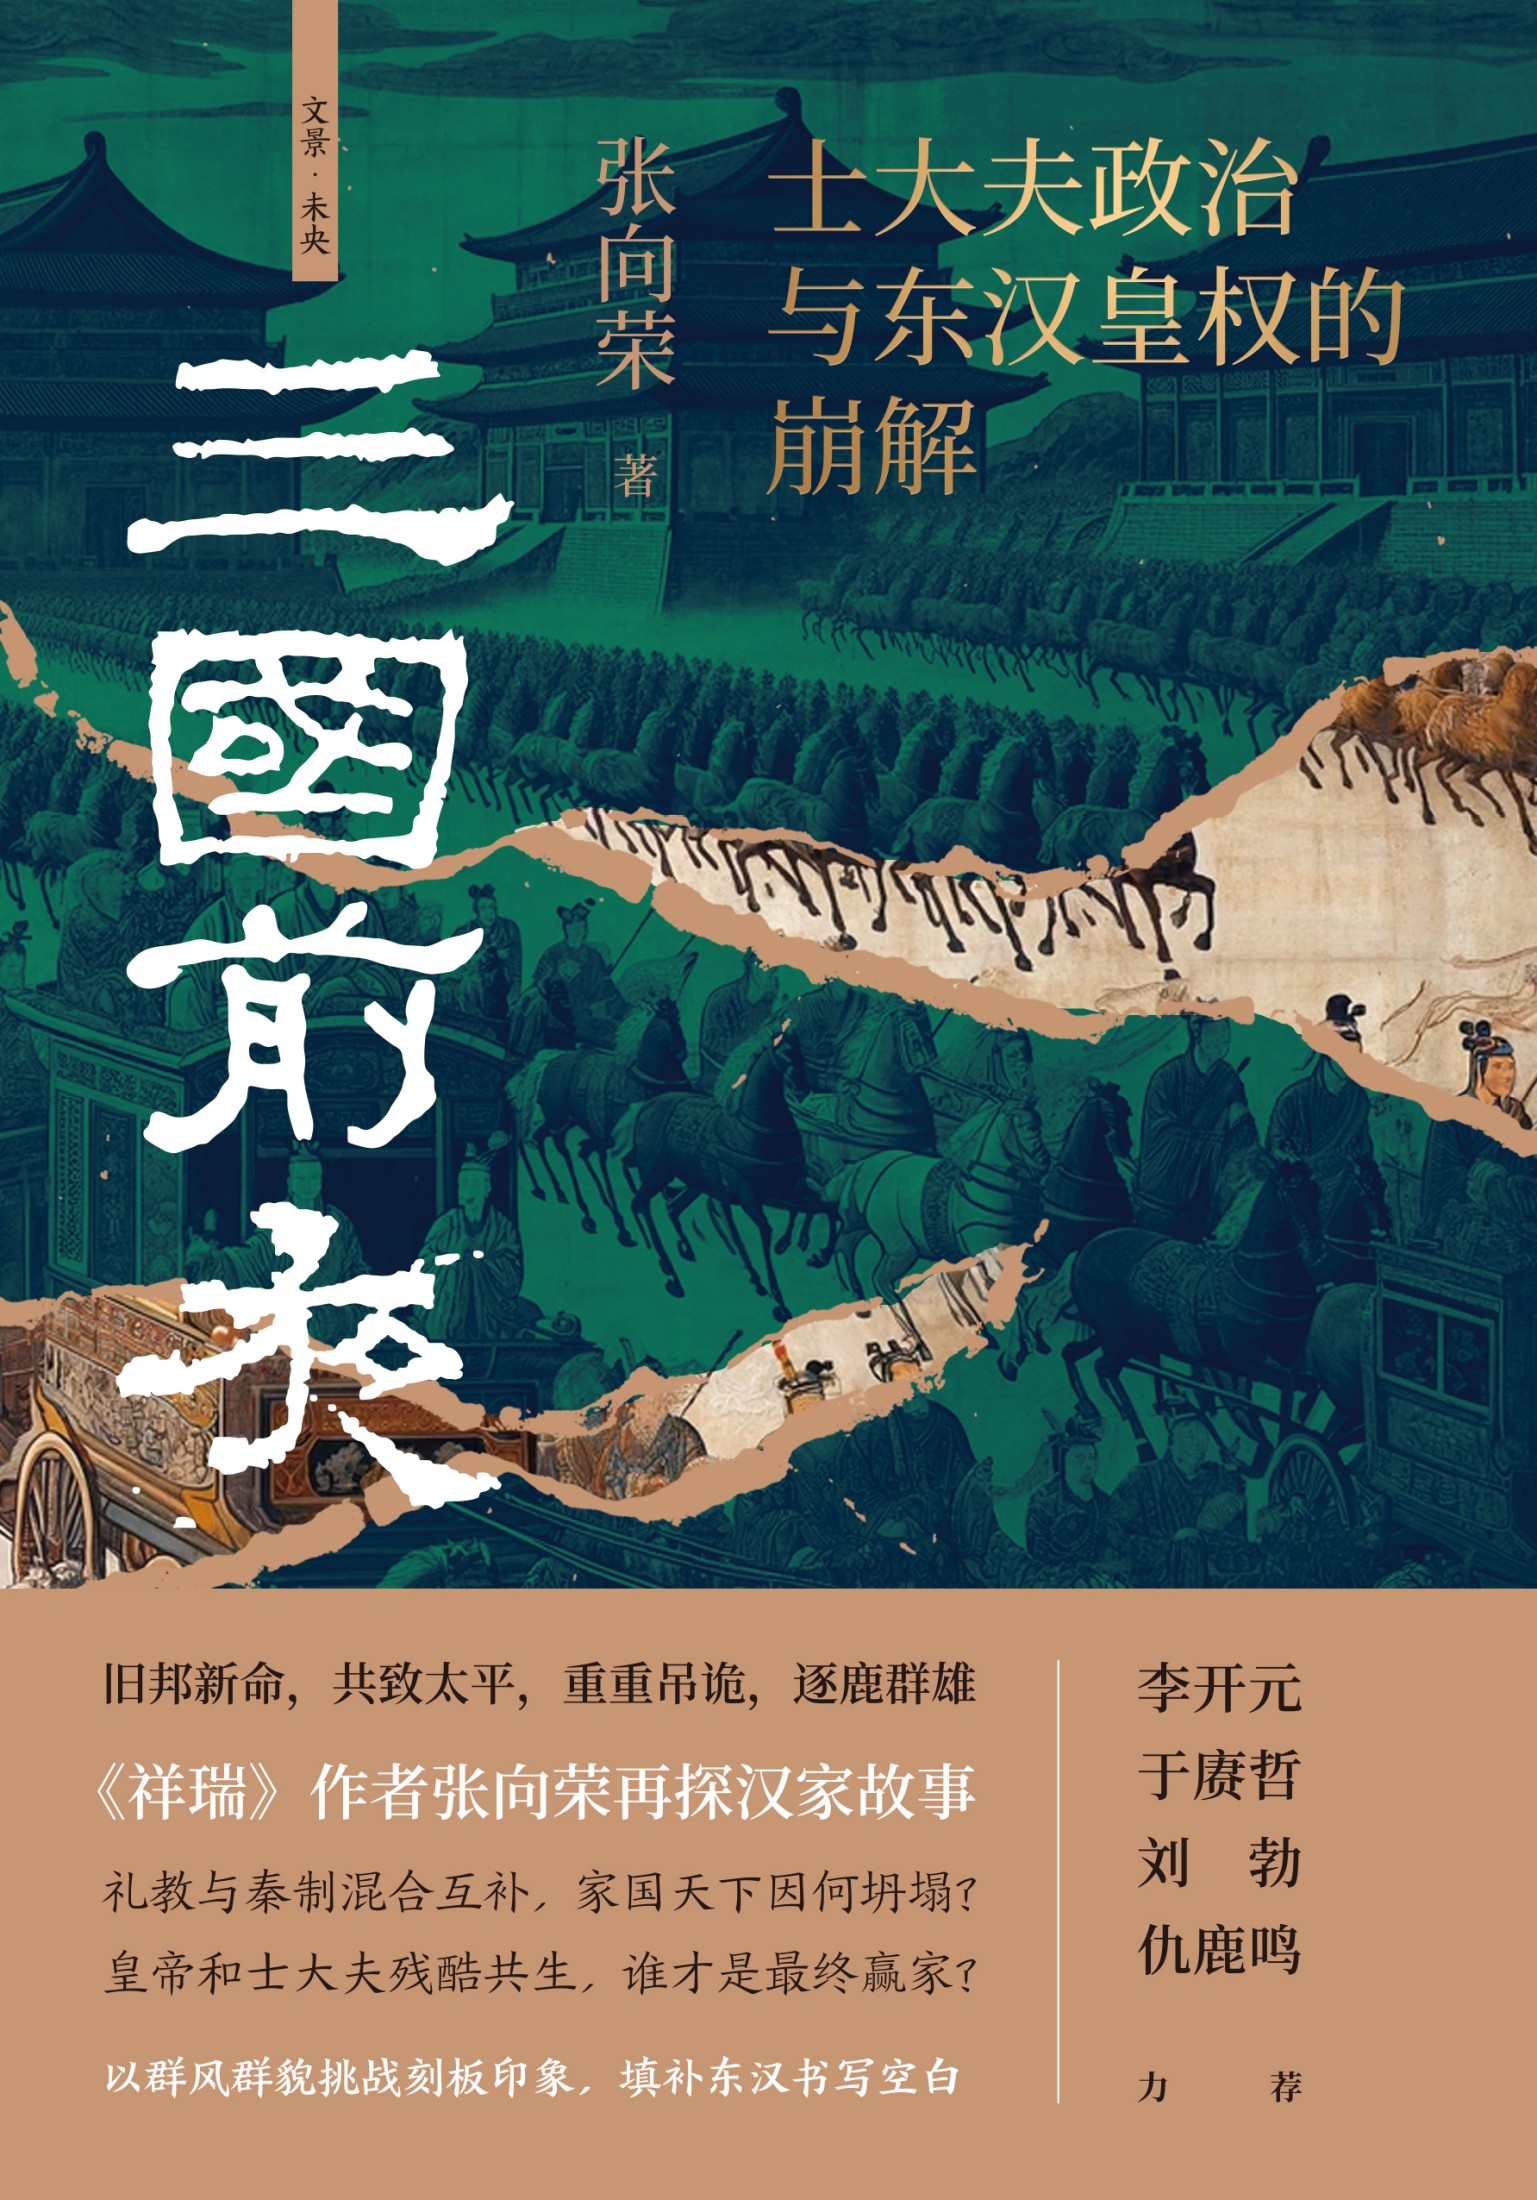 文景·未央
三國前夜
张向荣 著
士大夫政治
与东汉皇权的
崩解
旧邦新命，共致太平，重重吊诡，逐鹿群雄
《祥瑞》作者张向荣再探汉家故事
礼教与秦制混合互补，家国天下因何坍塌？
皇帝和士大夫残酷共生，谁才是最终赢家？
以群风群貌挑战刻板印象，填补东汉书写空白
李开元
于赓哲
刘 勃
仇鹿鸣
力 荐